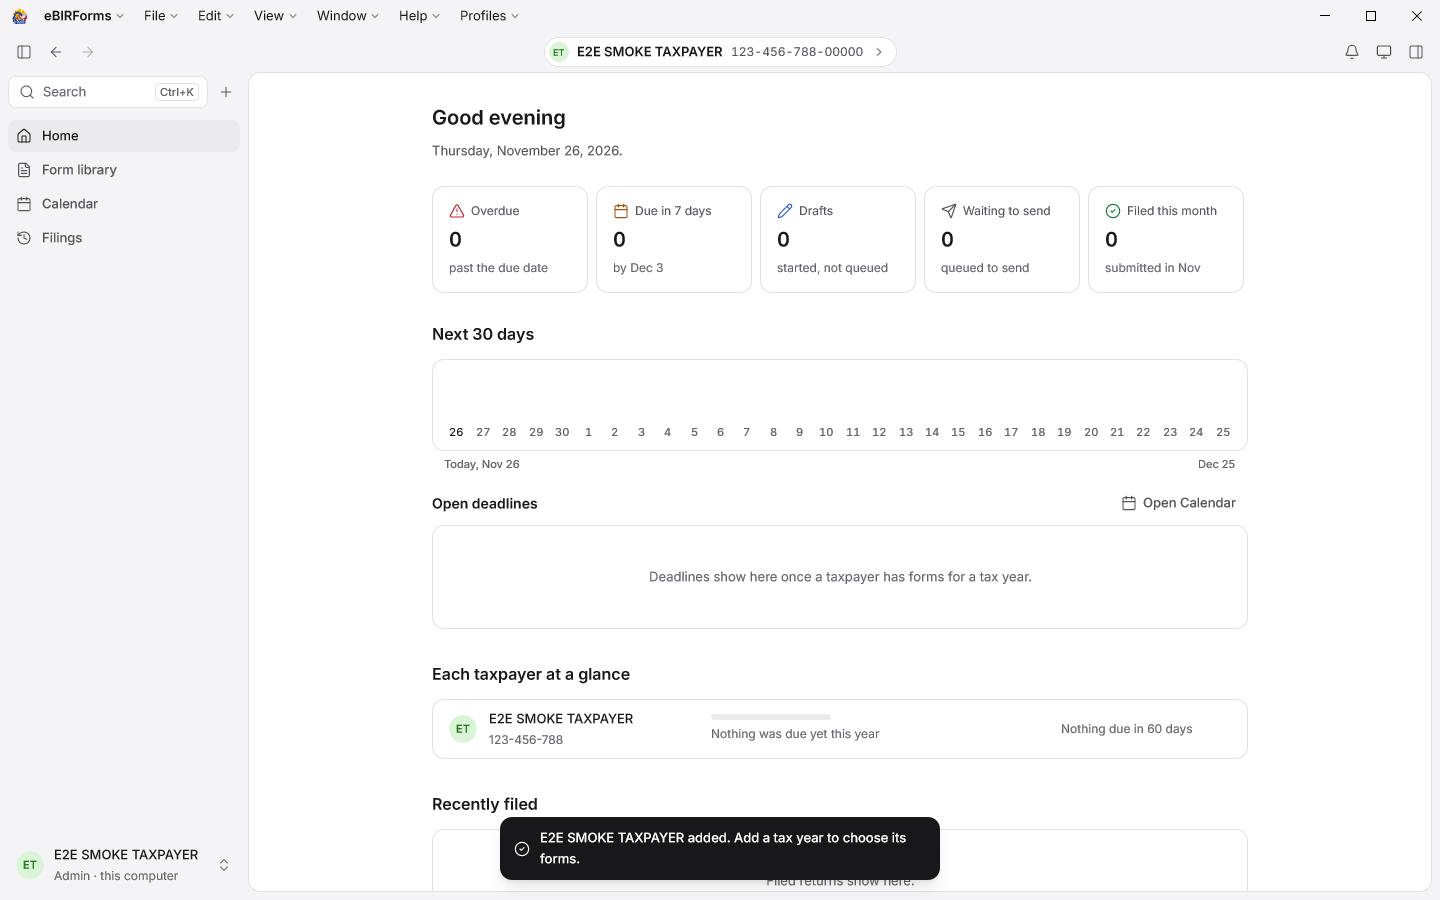 eBIRForms File Edit View Window Help Profiles
ET E2E SMOKE TAXPAYER 123-456-788-00000
Search Ctrl+K
Home
Form library
Calendar
Filings
Good evening
Thursday, November 26, 2026.
Overdue
0
past the due date
Due in 7 days
0
by Dec 3
Drafts
0
started, not queued
Waiting to send
0
queued to send
Filed this month
0
submitted in Nov
Next 30 days
26 27 28 29 30 1 2 3 4 5 6 7 8 9 10 11 12 13 14 15 16 17 18 19 20 21 22 23 24 25
Today, Nov 26 Dec 25
Open deadlines Open Calendar
Deadlines show here once a taxpayer has forms for a tax year.
Each taxpayer at a glance
ET E2E SMOKE TAXPAYER
123-456-788
Nothing was due yet this year
Nothing due in 60 days
Recently filed
E2E SMOKE TAXPAYER added. Add a tax year to choose its
forms.
Filed returns show here.
ET E2E SMOKE TAXPAYER
Admin · this computer